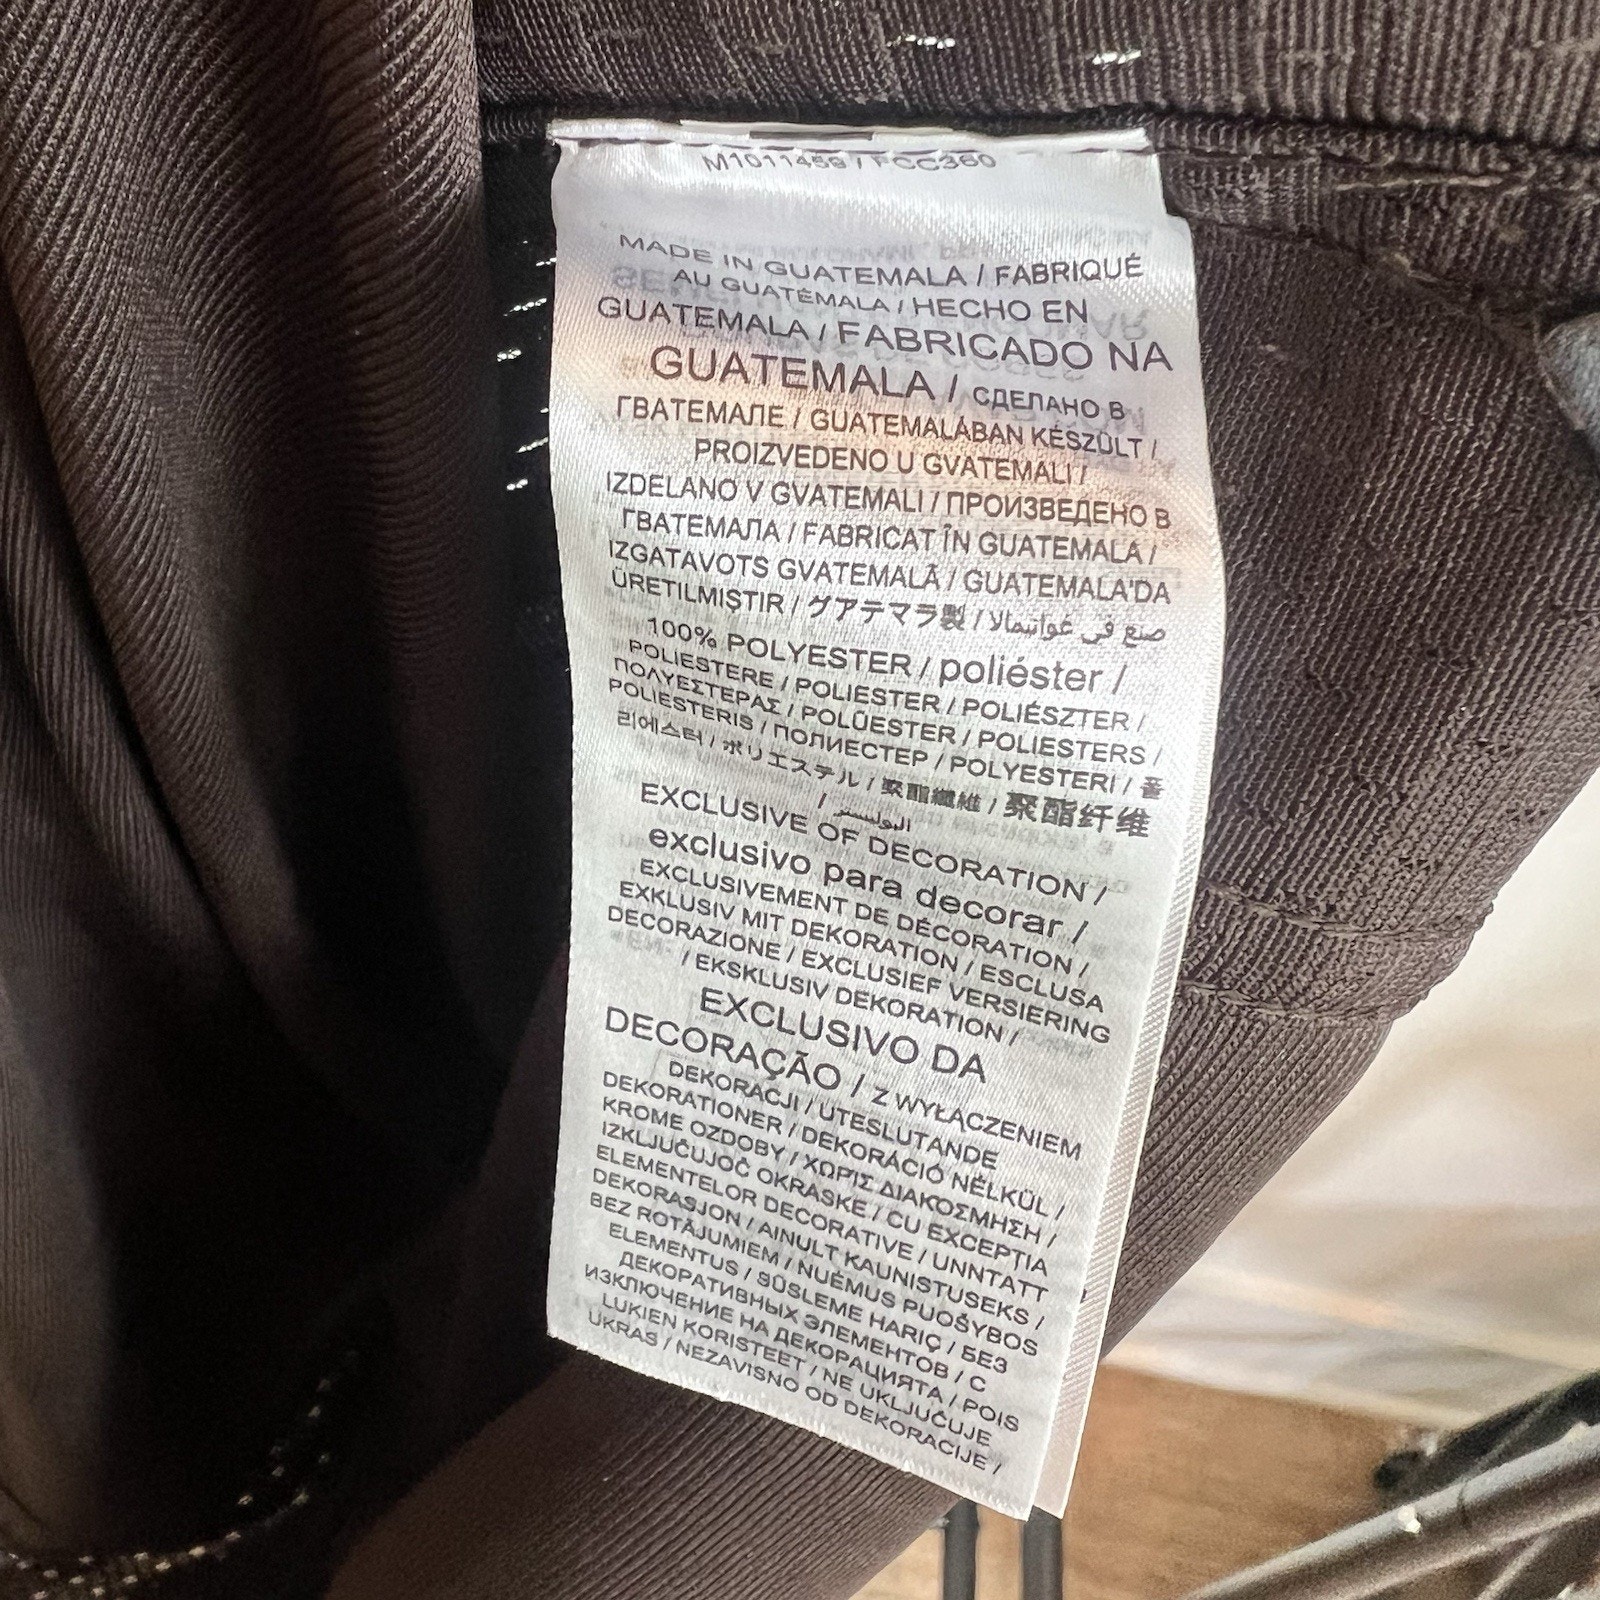 M1011459 / FCC360
MADE IN GUATEMALA / FABRIQUÉ
AU GUATÉMALA / HECHO EN
GUATEMALA / FABRICADO NA
GUATEMALA / СДЕЛАНО В
ГВАТЕМАЛЕ / GUATEMALÁBAN KÉSZÜLT /
PROIZVEDENO U GVATEMALI /
IZDELANO V GVATEMALI / ПРОИЗВЕДЕНО В
ГВАТЕМАЛА / FABRICAT ÎN GUATEMALA /
IZGATAVOTS GVATEMALĀ / GUATEMALA'DA
ÜRETILMIŞTIR / グアテマラ製 / صنع في غواتيمالا
100% POLYESTER / poliéster /
POLIESTERE / POLIESTER / POLIÉSZTER /
ΠΟΛΥΕΣΤΕΡΑΣ / POLÜESTER / POLIESTERS /
POLIESTERIS / ПОЛИЕСТЕР / POLYESTERI / 폴
리에스터 / ポリエステル / 聚酯纖維 / 聚酯纤维
/ البوليستر
EXCLUSIVE OF DECORATION /
exclusivo para decorar /
EXCLUSIVEMENT DE DÉCORATION /
EXKLUSIV MIT DEKORATION / ESCLUSA
DECORAZIONE / EXCLUSIEF VERSIERING
/ EKSKLUSIV DEKORATION /
EXCLUSIVO DA
DECORAÇÃO / Z WYŁĄCZENIEM
DEKORACJI / UTESLUTANDE
DEKORATIONER / DEKORÁCIÓ NÉLKÜL /
KROME OZDOBY / ΧΩΡΙΣ ΔΙΑΚΟΣΜΗΣΗ /
IZKLJUČUJOČ OKRASKE / CU EXCEPȚIA
ELEMENTELOR DECORATIVE / UNNTATT
DEKORASJON / AINULT KAUNISTUSEKS /
BEZ ROTĀJUMIEM / NUĖMUS PUOŠYBOS
ELEMENTUS / SÜSLEME HARIÇ / БЕЗ
ДЕКОРАТИВНЫХ ЭЛЕМЕНТОВ / С
ИЗКЛЮЧЕНИЕ НА ДЕКОРАЦИЯТА / POIS
LUKIEN KORISTEET / NE UKLJUČUJE
UKRAS / NEZAVISNO OD DEKORACIJE /